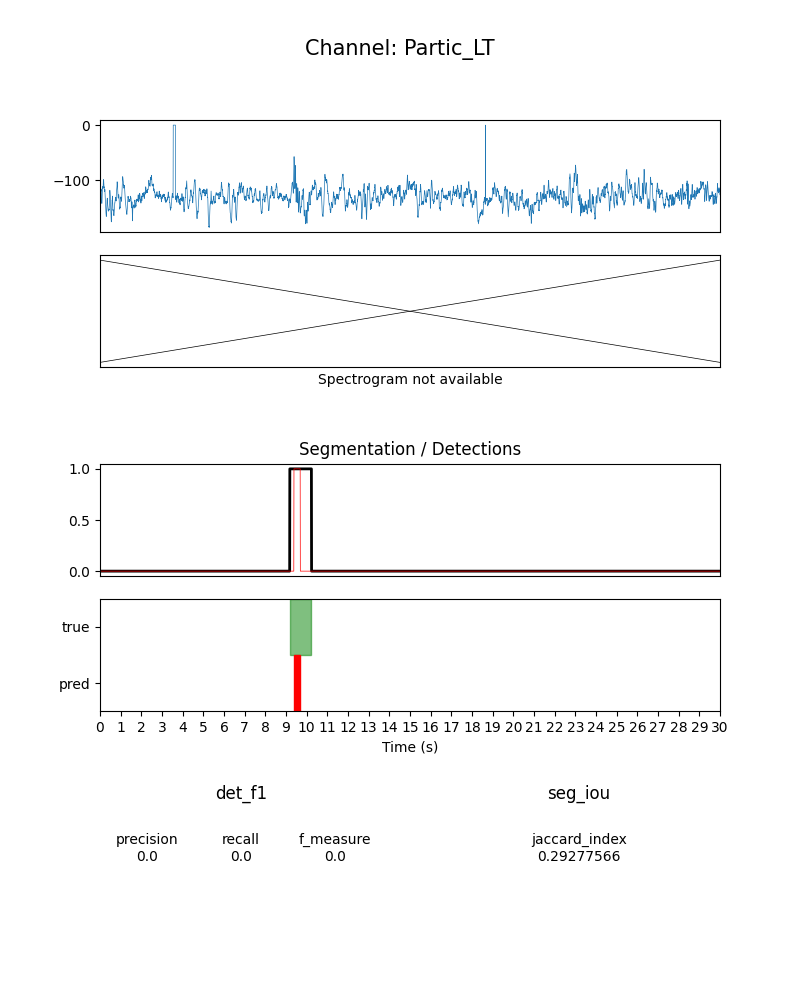 Channel: Partic_LT
0
−100
Spectrogram not available
Segmentation / Detections
1.0
0.5
0.0
true
pred
0 1 2 3 4 5 6 7 8 9 10 11 12 13 14 15 16 17 18 19 20 21 22 23 24 25 26 27 28 29 30
Time (s)
det_f1 seg_iou
precision recall f_measure jaccard_index
0.0 0.0 0.0 0.29277566